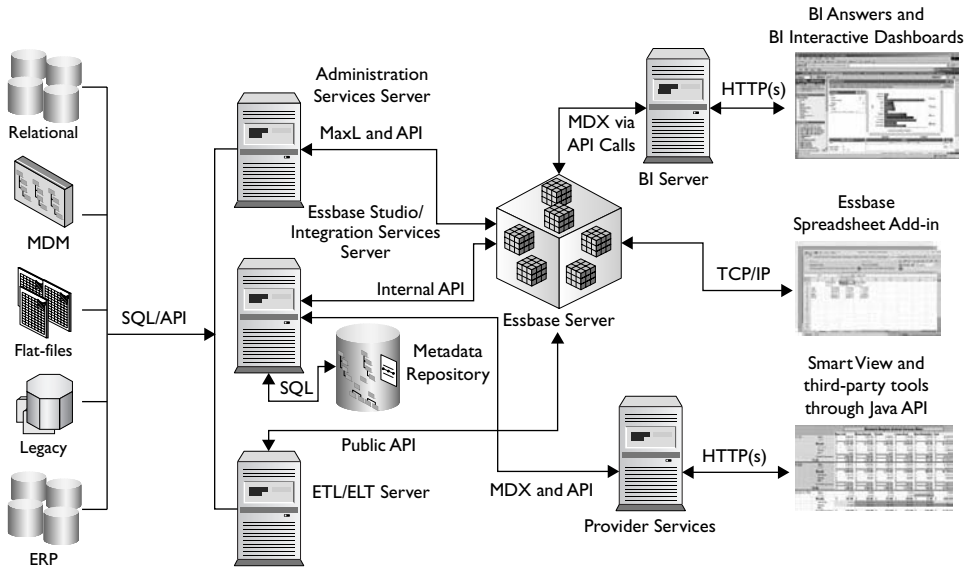 Relational
MDM
Flat-files
Legacy
ERP
SQL/API
Administration
Services Server
MaxL and API
Essbase Studio/
Integration Services
Server
Internal API
SQL
Metadata
Repository
Public API
ETL/ELT Server
MDX via
API Calls
BI Server
Essbase Server
MDX and API
Provider Services
HTTP(s)
BI Answers and
BI Interactive Dashboards
TCP/IP
Essbase
Spreadsheet Add-in
HTTP(s)
Smart View and
third-party tools
through Java API